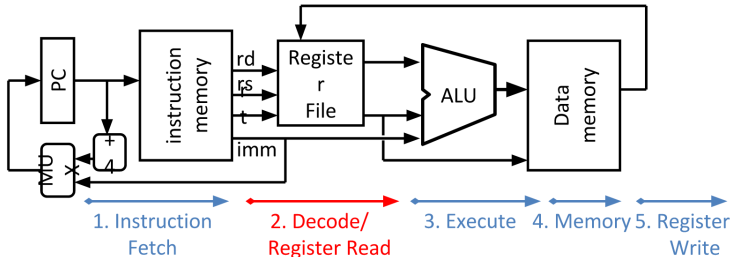 PC
+
4
MU
X
instruction
memory
rd
rs
r
t
imm
Registe
r
File
ALU
Data
memory
1. Instruction
Fetch
2. Decode/
Register Read
3. Execute
4. Memory
5. Register
Write